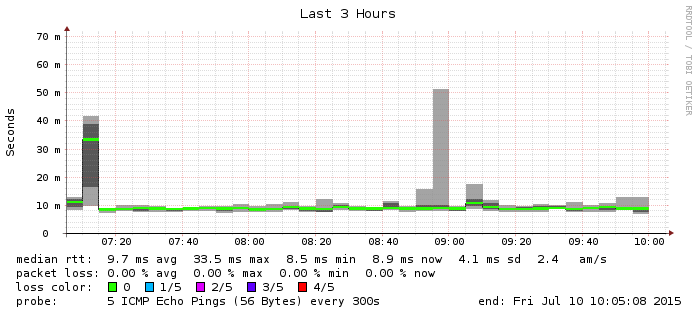 Last 3 Hours
RRDTOOL / TOBI OETIKER
Seconds
70 m
60 m
50 m
40 m
30 m
20 m
10 m
0
07:20 07:40 08:00 08:20 08:40 09:00 09:20 09:40 10:00
median rtt: 9.7 ms avg 33.5 ms max 8.5 ms min 8.9 ms now 4.1 ms sd 2.4 am/s
packet loss: 0.00 % avg 0.00 % max 0.00 % min 0.00 % now
loss color: 0 1/5 2/5 3/5 4/5
probe: 5 ICMP Echo Pings (56 Bytes) every 300s end: Fri Jul 10 10:05:08 2015